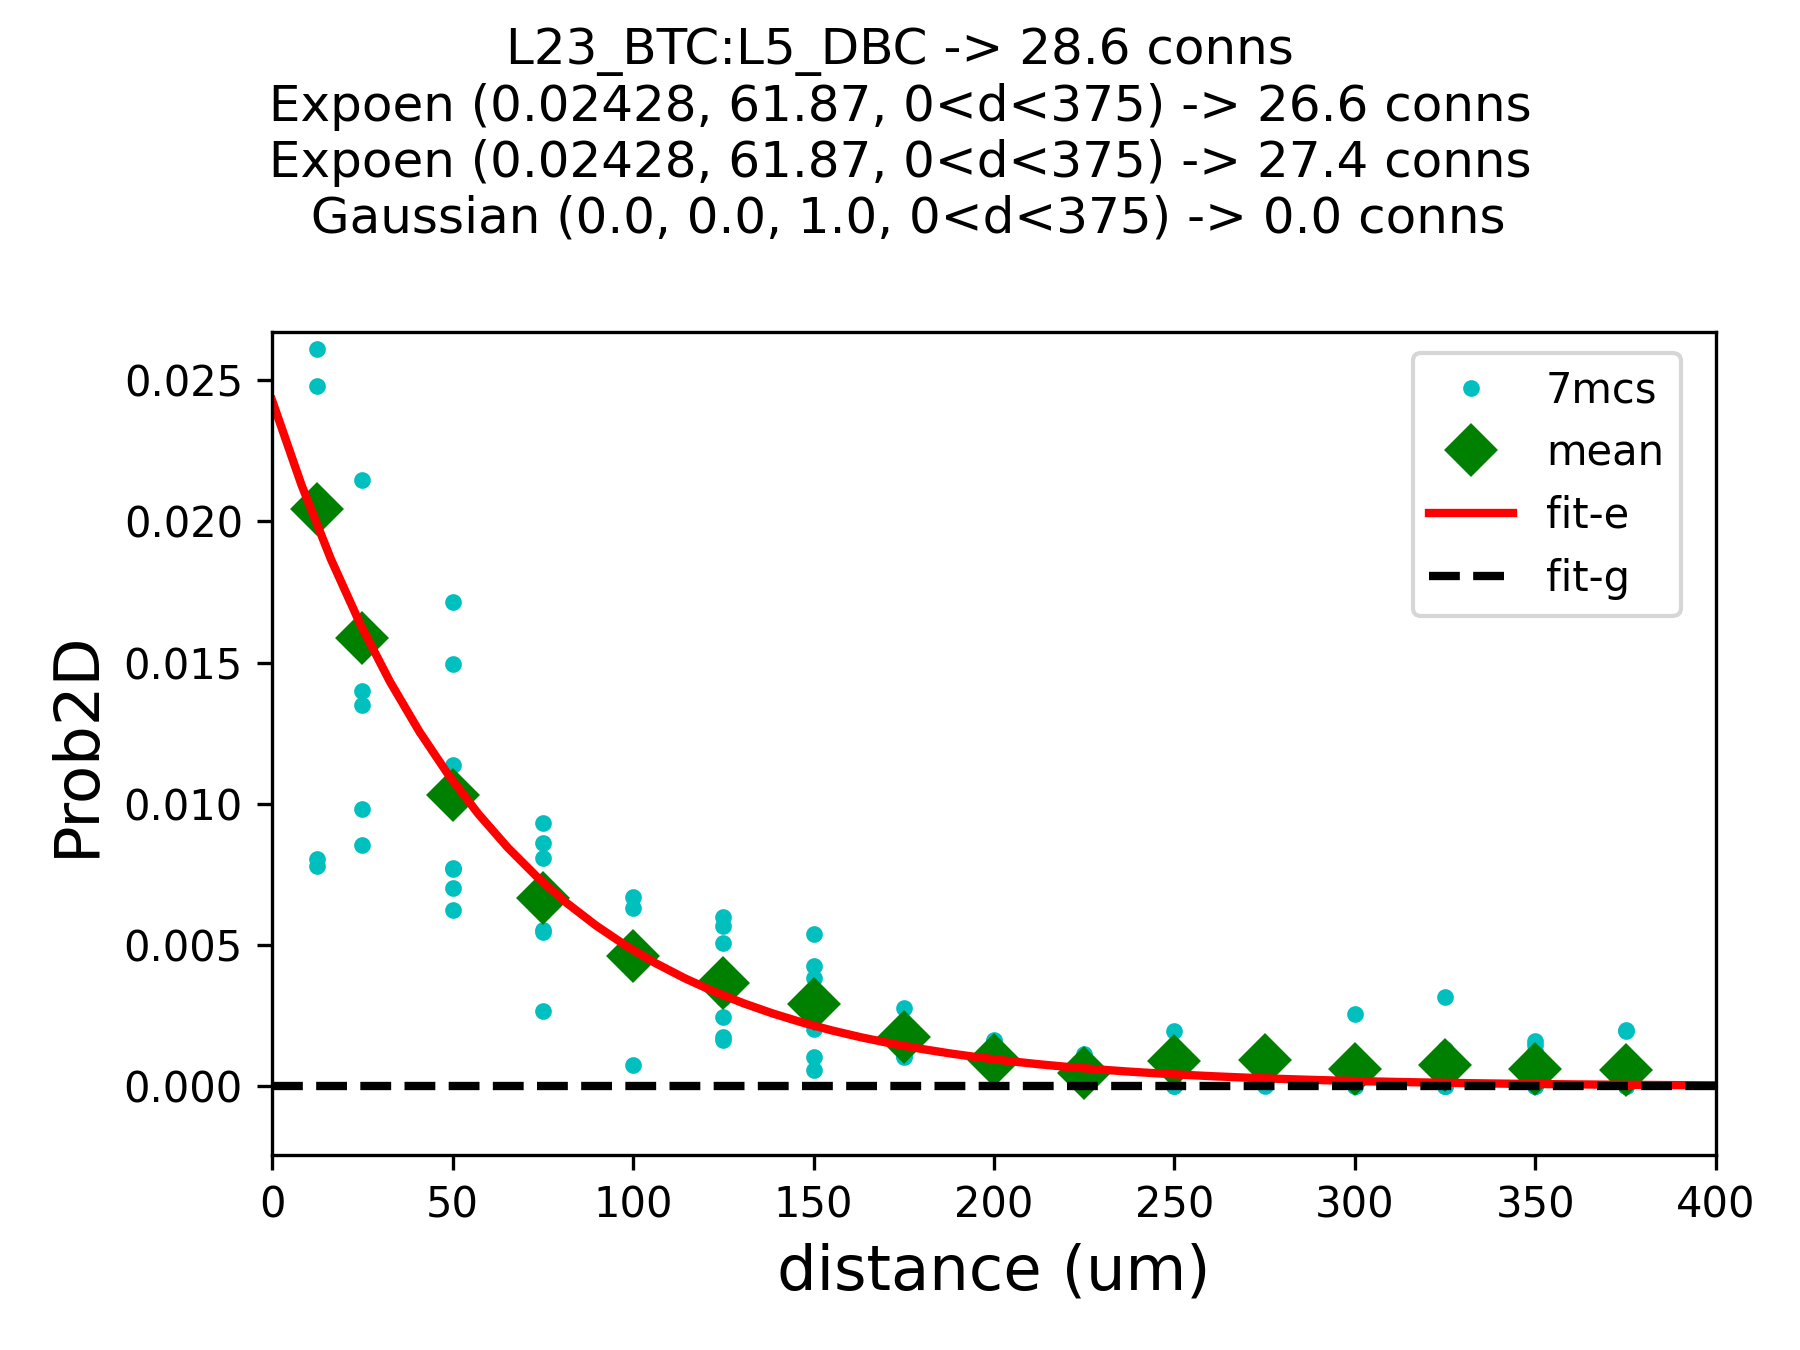 L23_BTC:L5_DBC -> 28.6 conns
Expoen (0.02428, 61.87, 0<d<375) -> 26.6 conns
Expoen (0.02428, 61.87, 0<d<375) -> 27.4 conns
Gaussian (0.0, 0.0, 1.0, 0<d<375) -> 0.0 conns
7mcs
mean
fit-e
fit-g
Prob2D
0.025
0.020
0.015
0.010
0.005
0.000
0 50 100 150 200 250 300 350 400
distance (um)